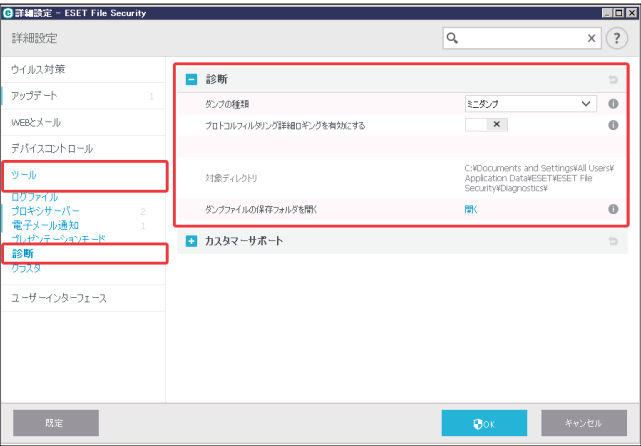 詳細設定 - ESET File Security
詳細設定
ウイルス対策
アップデート 1
WEBとメール
デバイスコントロール
ツール
ログファイル
プロキシサーバー 2
電子メール通知 1
プレゼンテーションモード
診断
クラスタ
ユーザーインターフェース
診断
ダンプの種類 ミニダンプ
プロトコルフィルタリング詳細ロギングを有効にする
対象ディレクトリ
C:¥Documents and Settings¥All Users¥
Application Data¥ESET¥ESET File
Security¥Diagnostics¥
ダンプファイルの保存フォルダを開く 開く
カスタマーサポート
既定
OK
キャンセル